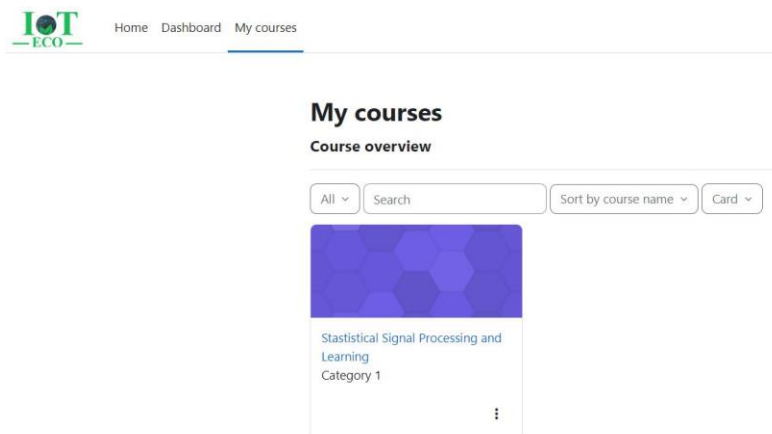 IoT
ECO
Home Dashboard My courses
My courses
Course overview
All Search Sort by course name Card
Stastistical Signal Processing and
Learning
Category 1